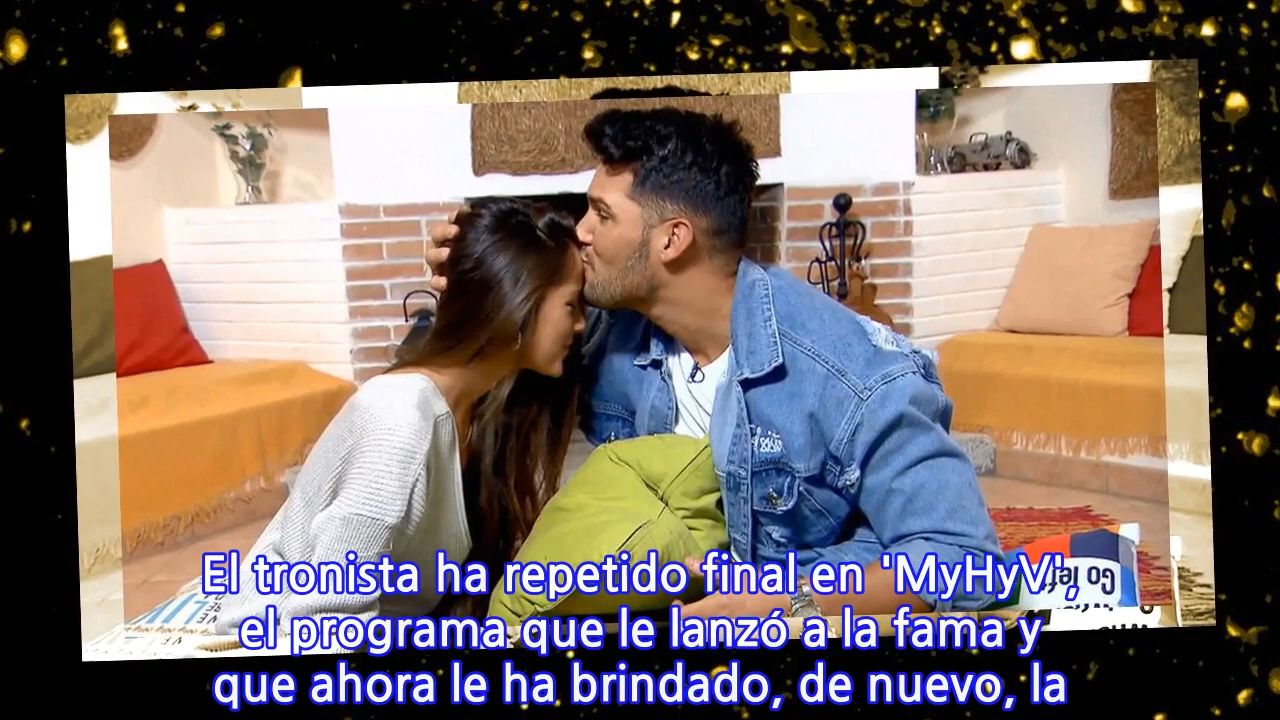 El tronista ha repetido final en 'MyHyV',
el programa que le lanzó a la fama y
que ahora le ha brindado, de nuevo, la